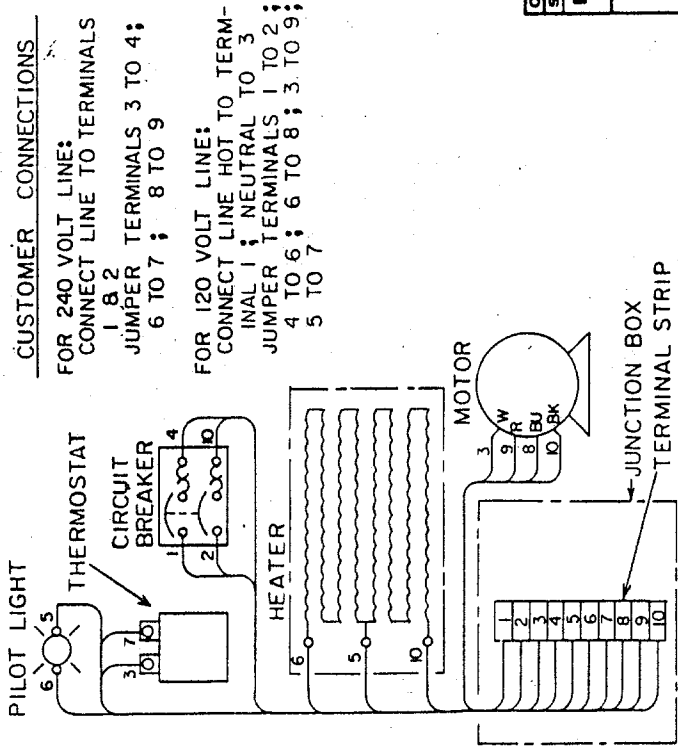 PILOT LIGHT
6 5
THERMOSTAT
3 7
CIRCUIT
BREAKER
1 4
2 10
HEATER
6
5
10
MOTOR
3 W
9 R
8 BU
10 BK
1
2
3
4
5
6
7
8
9
10
JUNCTION BOX
TERMINAL STRIP
CUSTOMER CONNECTIONS
FOR 240 VOLT LINE:
CONNECT LINE TO TERMINALS
1 & 2
JUMPER TERMINALS 3 TO 4;
6 TO 7 ; 8 TO 9
FOR 120 VOLT LINE:
CONNECT LINE HOT TO TERM-
INAL 1 ; NEUTRAL TO 3
JUMPER TERMINALS 1 TO 2 ;
4 TO 6 ; 6 TO 8 ; 3 TO 9;
5 TO 7